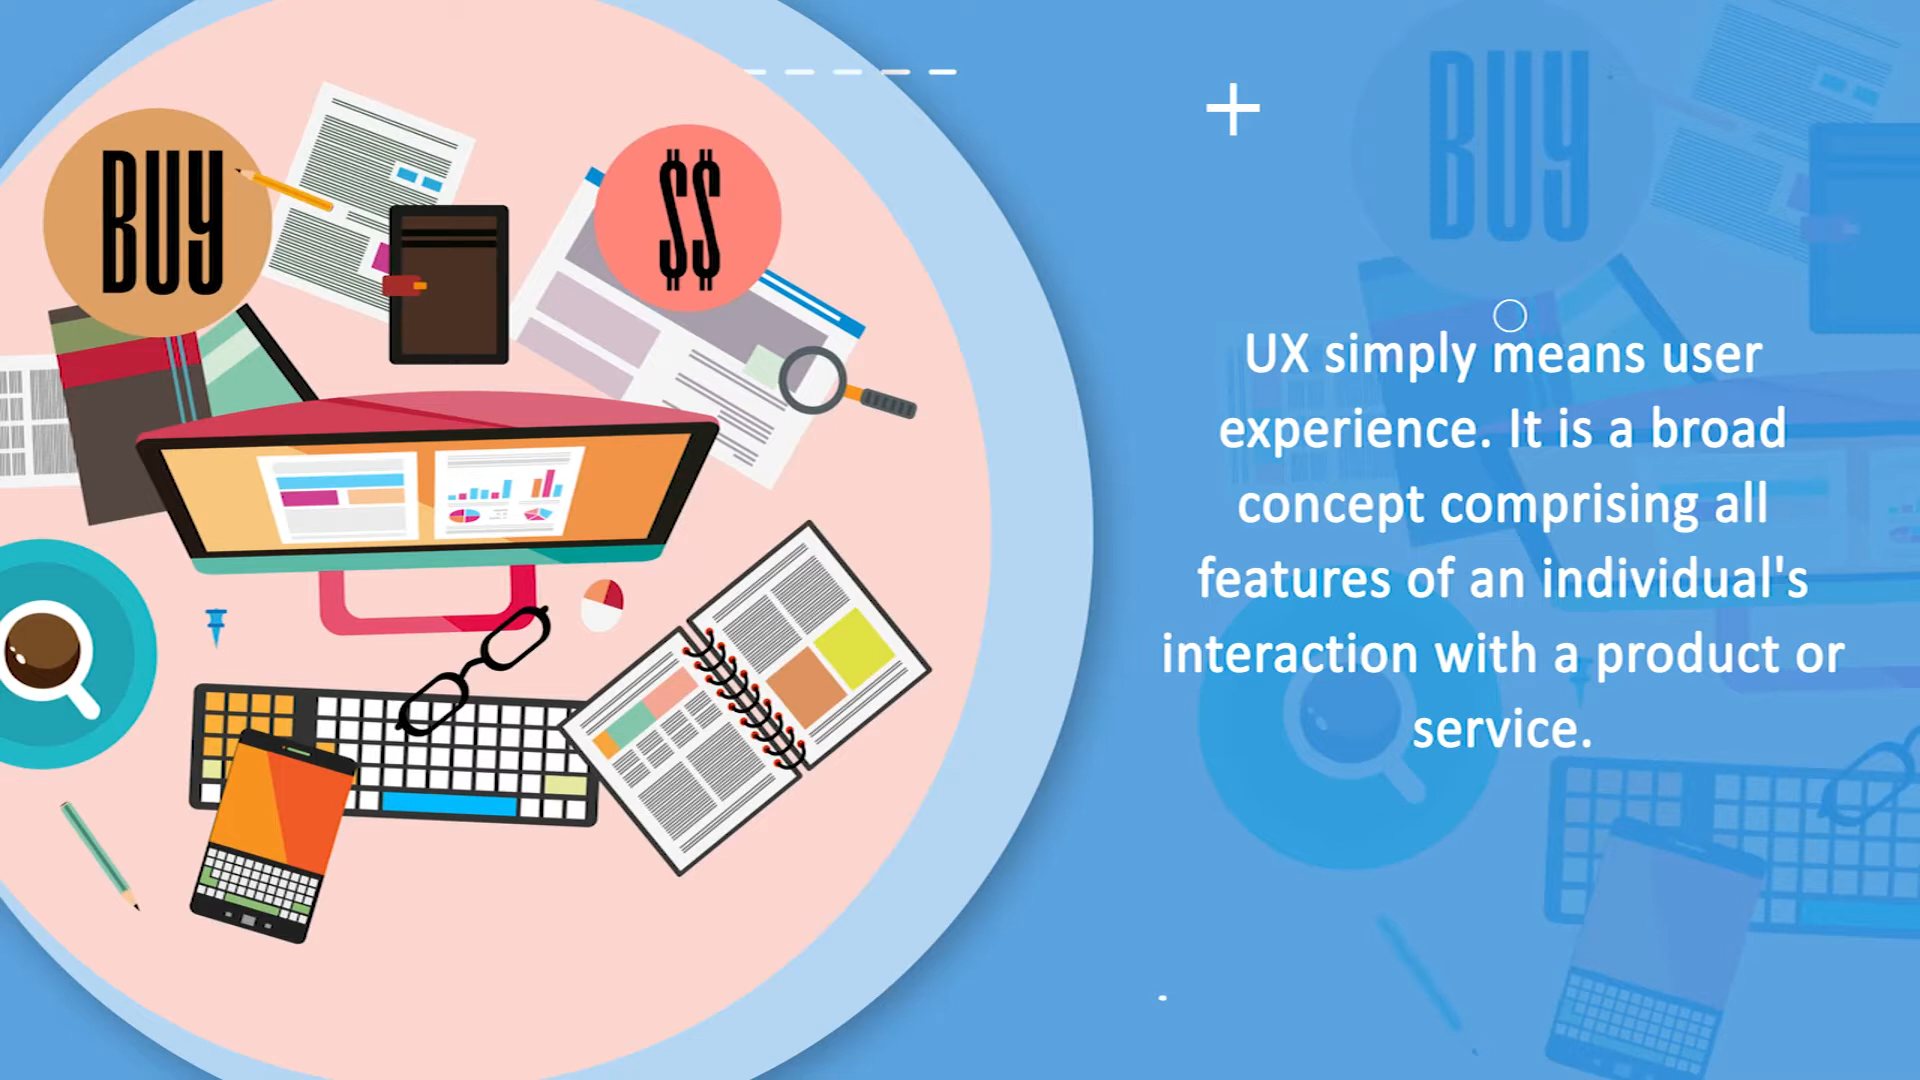 BUY
$$
BUY
UX simply means user
experience. It is a broad
concept comprising all
features of an individual's
interaction with a product or
service.